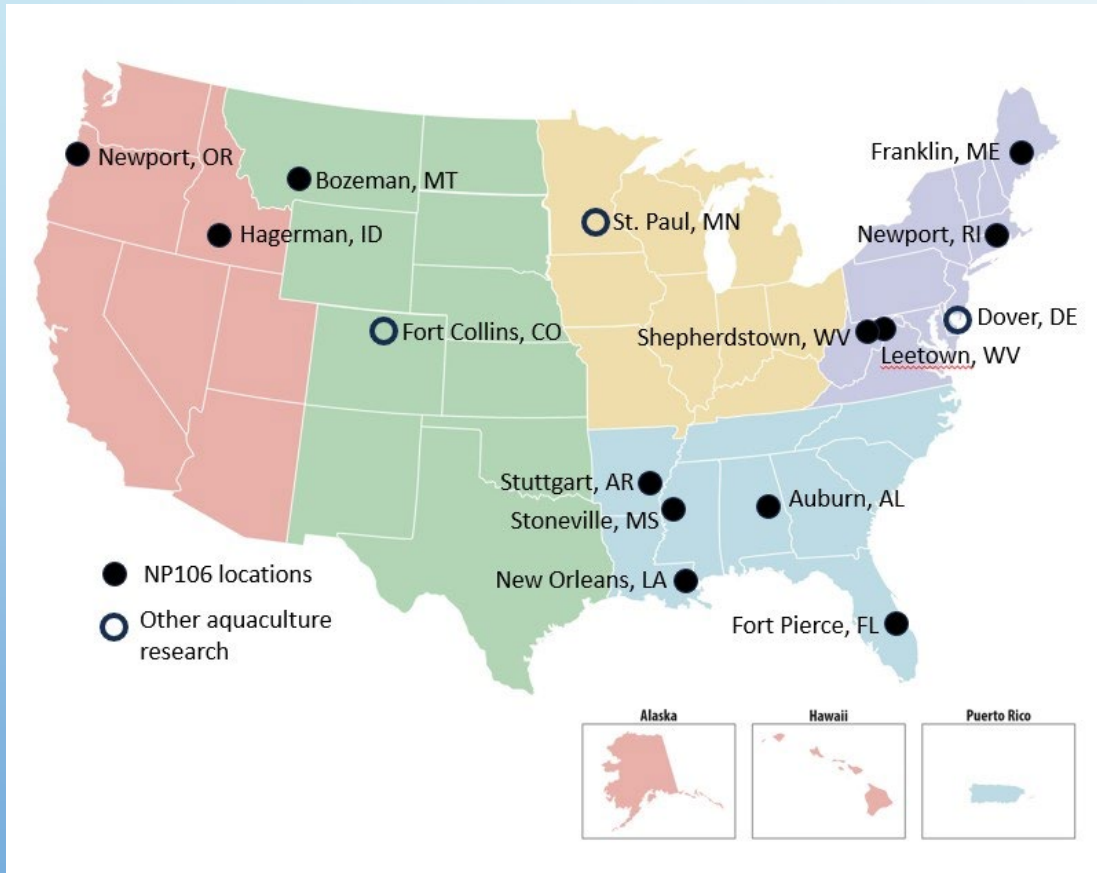 Newport, OR
Bozeman, MT
Hagerman, ID
St. Paul, MN
Franklin, ME
Newport, RI
Fort Collins, CO
Shepherdstown, WV
Dover, DE
Leetown, WV
Stuttgart, AR
Stoneville, MS
Auburn, AL
New Orleans, LA
Fort Pierce, FL
NP106 locations
Other aquaculture
research
Alaska
Hawaii
Puerto Rico